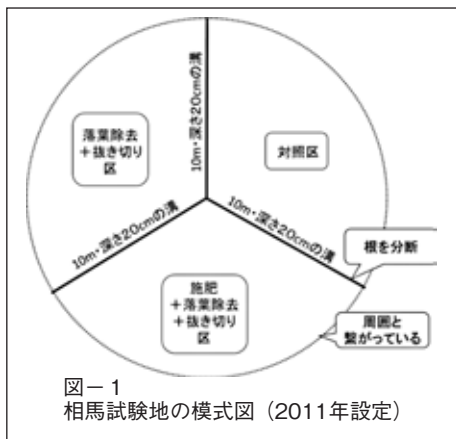 10m・深さ20cmの溝
落葉除去
+抜き切り
区
対照区
10m・深さ20cmの溝
10m・深さ20cmの溝
根を分断
施肥
+落葉除去
+抜き切り
区
周囲と
繋がっている
図－1
相馬試験地の模式図（2011年設定）